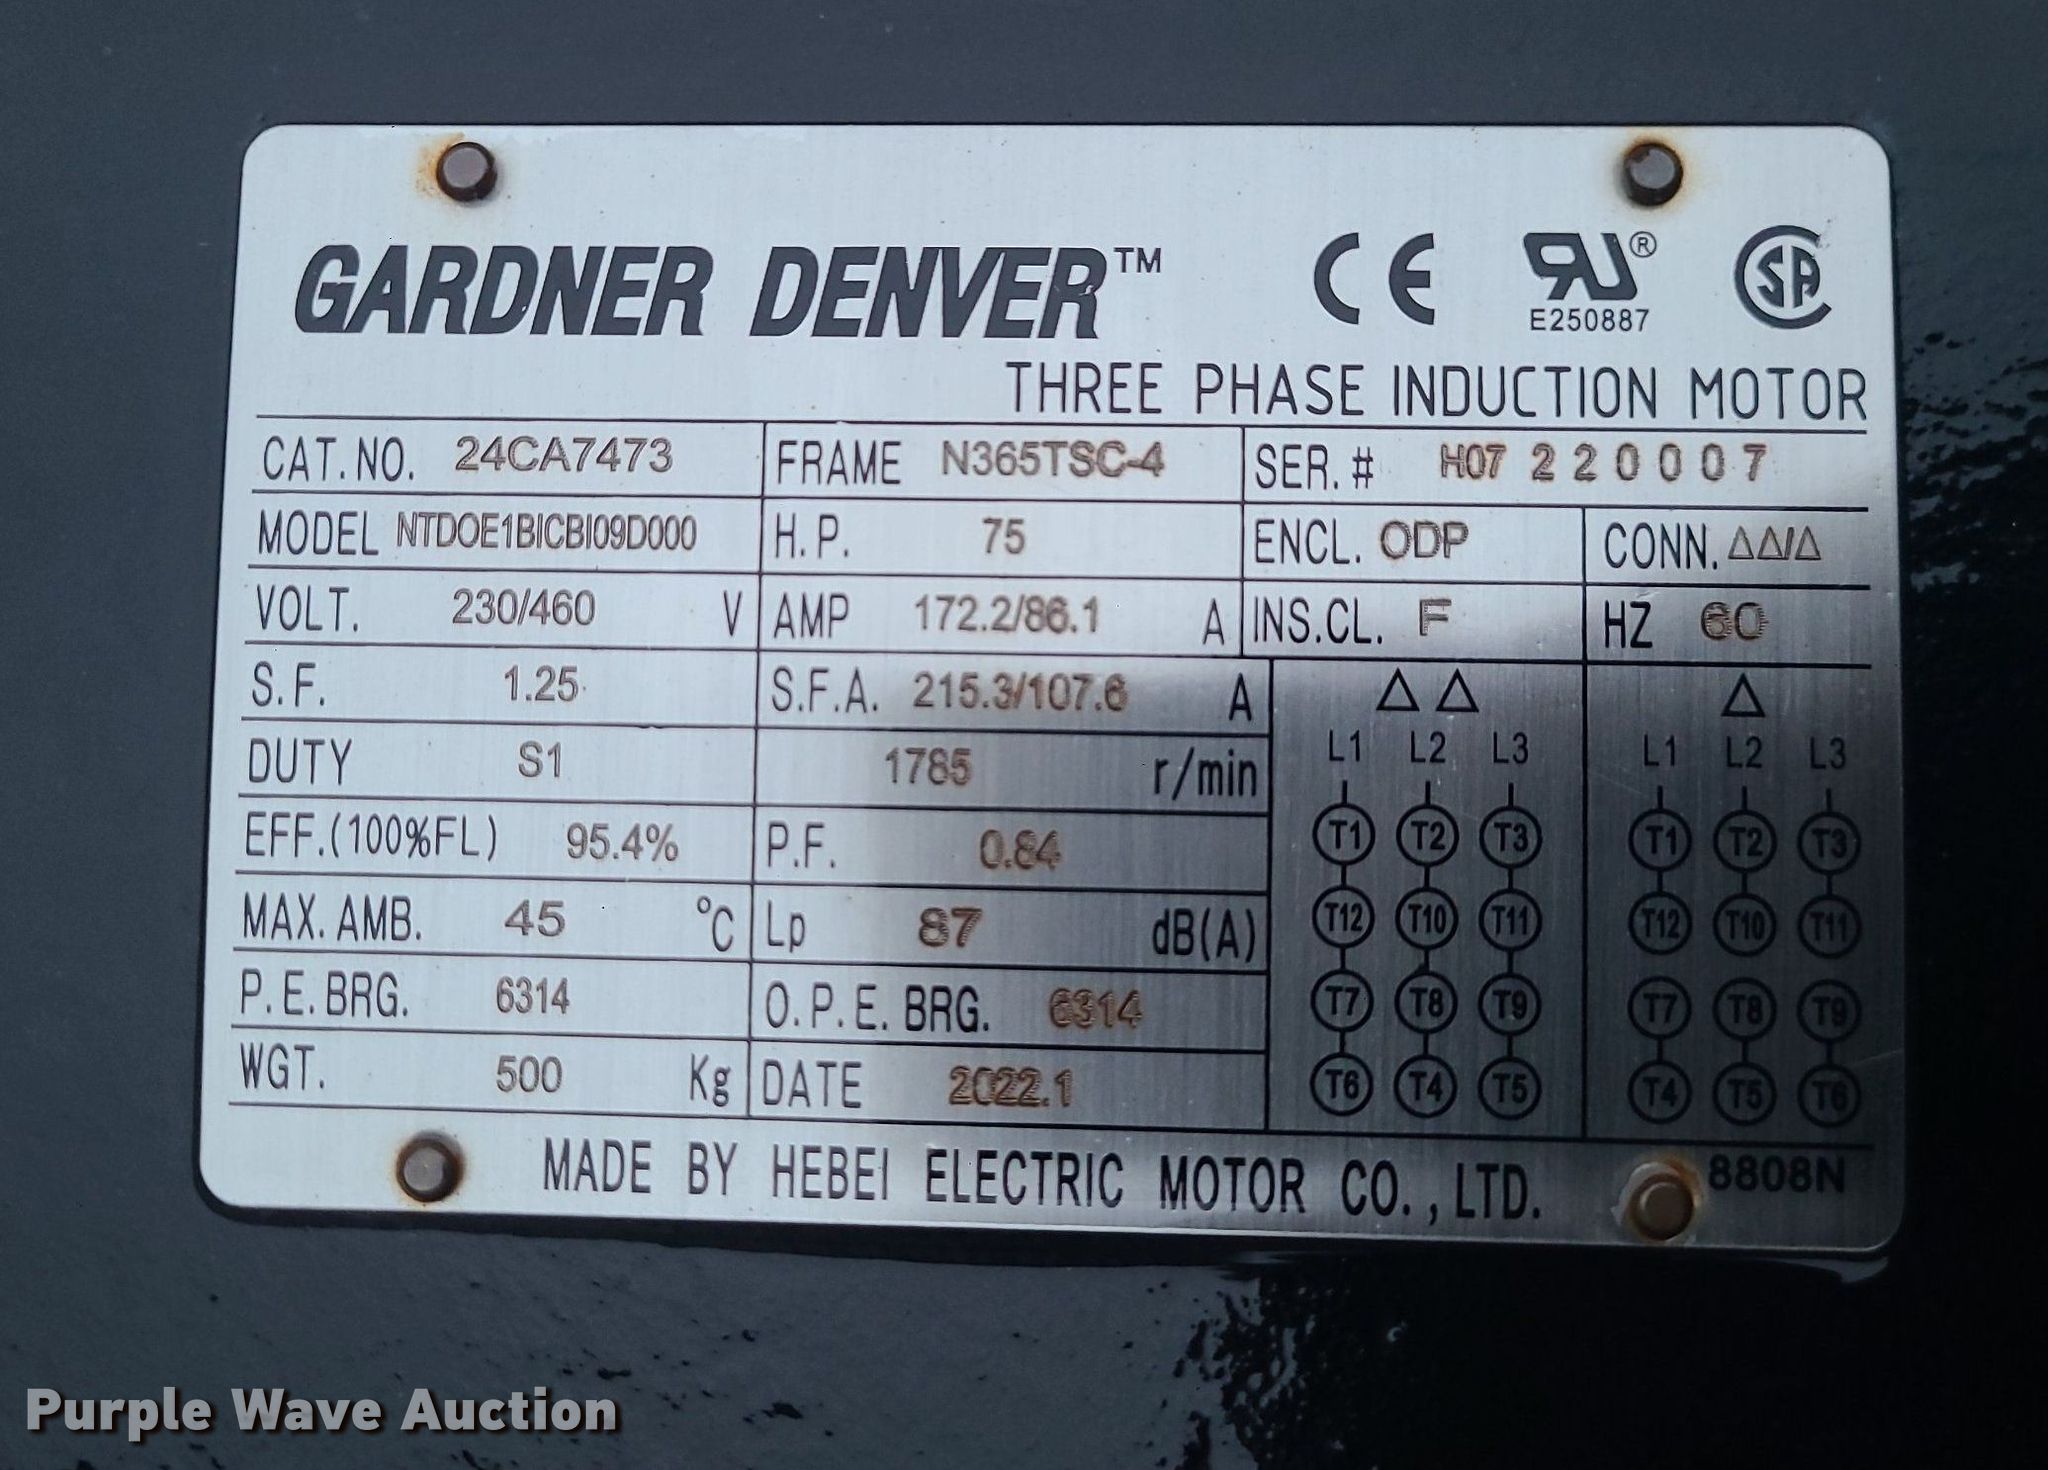 GARDNER DENVER™
CE
RU®
E250887
SA
THREE PHASE INDUCTION MOTOR
CAT.NO. 24CA7473 FRAME N365TSC-4 SER.# H07 220007
MODEL NTDOE1BICBI09D000 H.P. 75 ENCL. ODP CONN. ΔΔ/Δ
VOLT. 230/460 V AMP 172.2/86.1 A INS.CL. F HZ 60
S.F. 1.25 S.F.A. 215.3/107.6 A ΔΔ Δ
DUTY S1 1785 r/min L1 L2 L3 L1 L2 L3
EFF.(100%FL) 95.4% P.F. 0.84 T1 T2 T3 T1 T2 T3
MAX.AMB. 45 °C Lp 87 dB(A) T12 T10 T11 T12 T10 T11
P.E.BRG. 6314 O.P.E.BRG. 6314 T7 T8 T9 T7 T8 T9
WGT. 500 Kg DATE 2022.1 T6 T4 T5 T4 T5 T6
MADE BY HEBEI ELECTRIC MOTOR CO.,LTD. 8808N
Purple Wave Auction